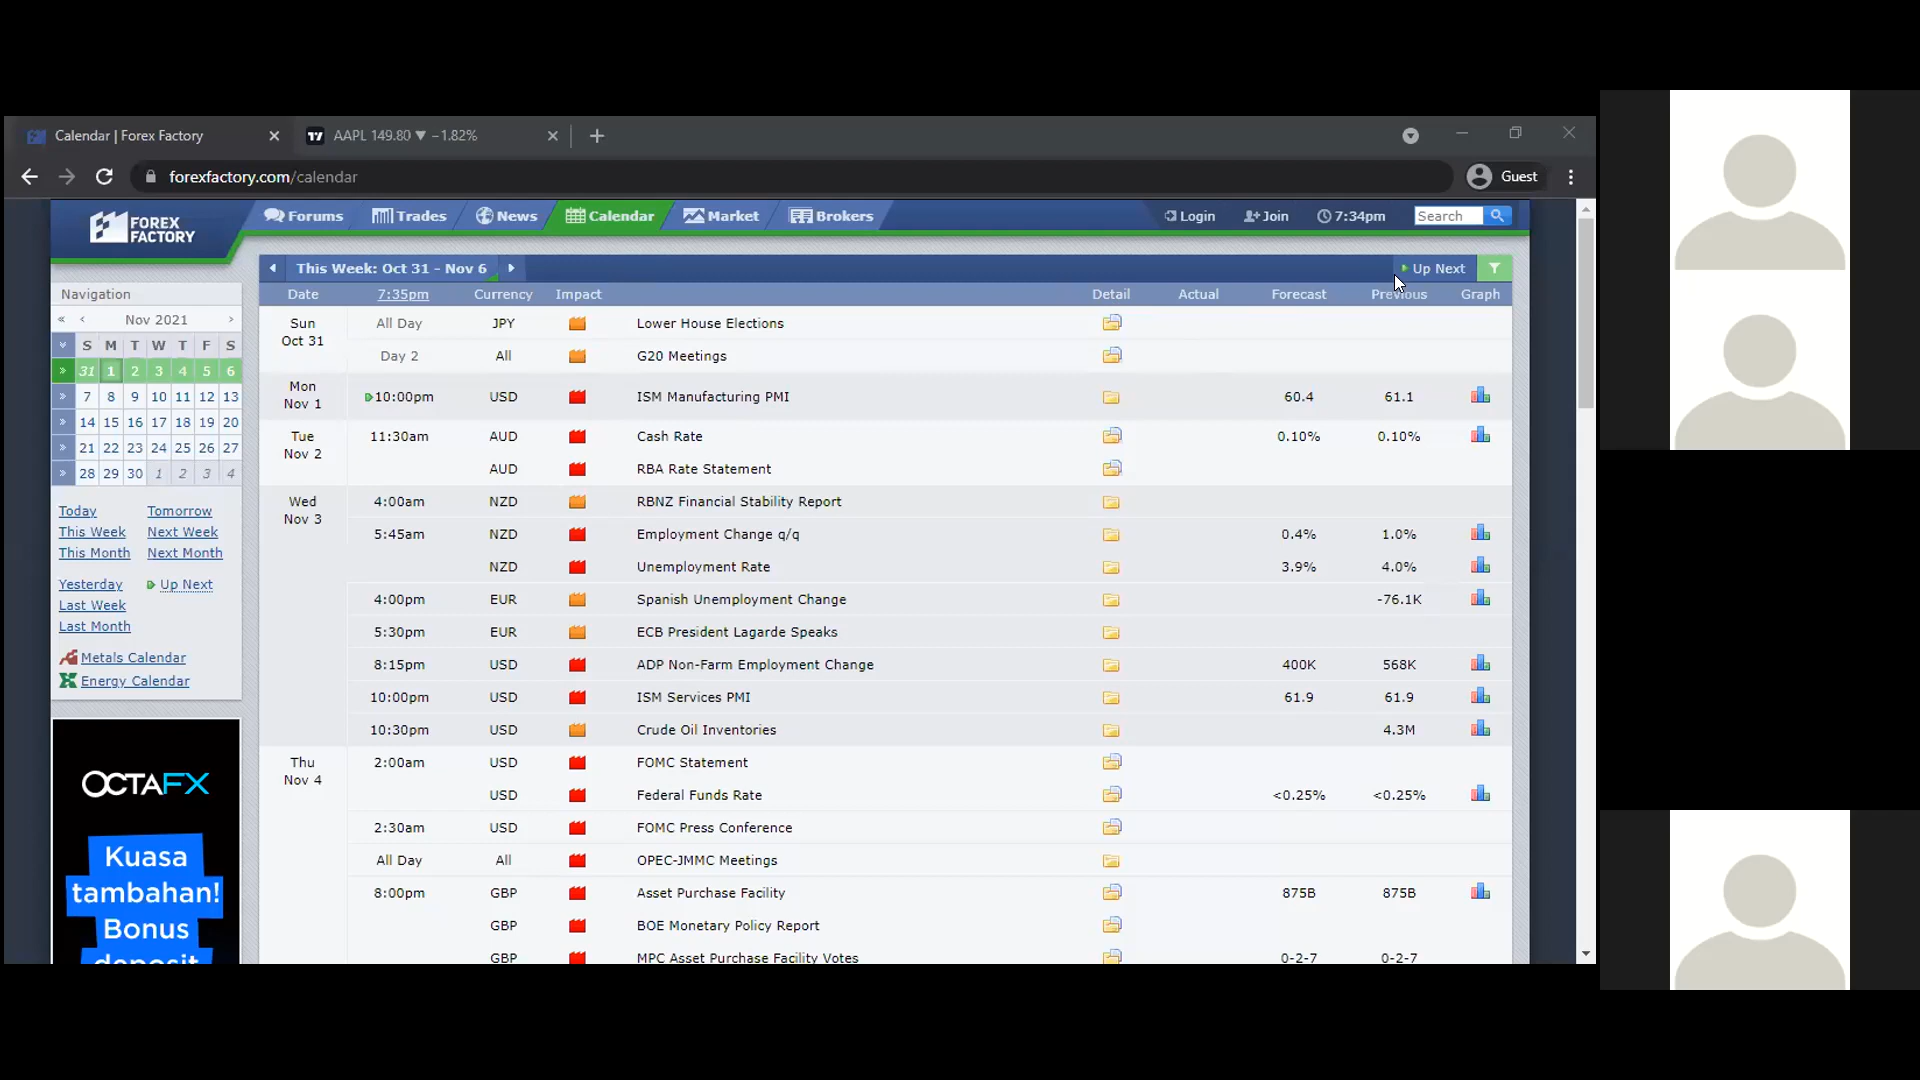 Calendar | Forex Factory
AAPL 149.80 ▼ −1.82%
forexfactory.com/calendar
Guest
FOREX FACTORY
Forums Trades News Calendar Market Brokers
Login Join 7:34pm Search
This Week: Oct 31 - Nov 6
Up Next
Date 7:35pm Currency Impact Detail Actual Forecast Previous Graph
Sun Oct 31 All Day JPY Lower House Elections
Day 2 All G20 Meetings
Mon Nov 1 10:00pm USD ISM Manufacturing PMI 60.4 61.1
Tue Nov 2 11:30am AUD Cash Rate 0.10% 0.10%
AUD RBA Rate Statement
Wed Nov 3 4:00am NZD RBNZ Financial Stability Report
5:45am NZD Employment Change q/q 0.4% 1.0%
NZD Unemployment Rate 3.9% 4.0%
4:00pm EUR Spanish Unemployment Change -76.1K
5:30pm EUR ECB President Lagarde Speaks
8:15pm USD ADP Non-Farm Employment Change 400K 568K
10:00pm USD ISM Services PMI 61.9 61.9
10:30pm USD Crude Oil Inventories 4.3M
Thu Nov 4 2:00am USD FOMC Statement
USD Federal Funds Rate <0.25% <0.25%
2:30am USD FOMC Press Conference
All Day All OPEC-JMMC Meetings
8:00pm GBP Asset Purchase Facility 875B 875B
GBP BOE Monetary Policy Report
GBP MPC Asset Purchase Facility Votes 0-2-7 0-2-7
Navigation
« ‹ Nov 2021 ›
S M T W T F S
31 1 2 3 4 5 6
7 8 9 10 11 12 13
14 15 16 17 18 19 20
21 22 23 24 25 26 27
28 29 30 1 2 3 4
Today Tomorrow
This Week Next Week
This Month Next Month
Yesterday Up Next
Last Week
Last Month
Metals Calendar
Energy Calendar
OCTAFX
Kuasa
tambahan!
Bonus
deposit